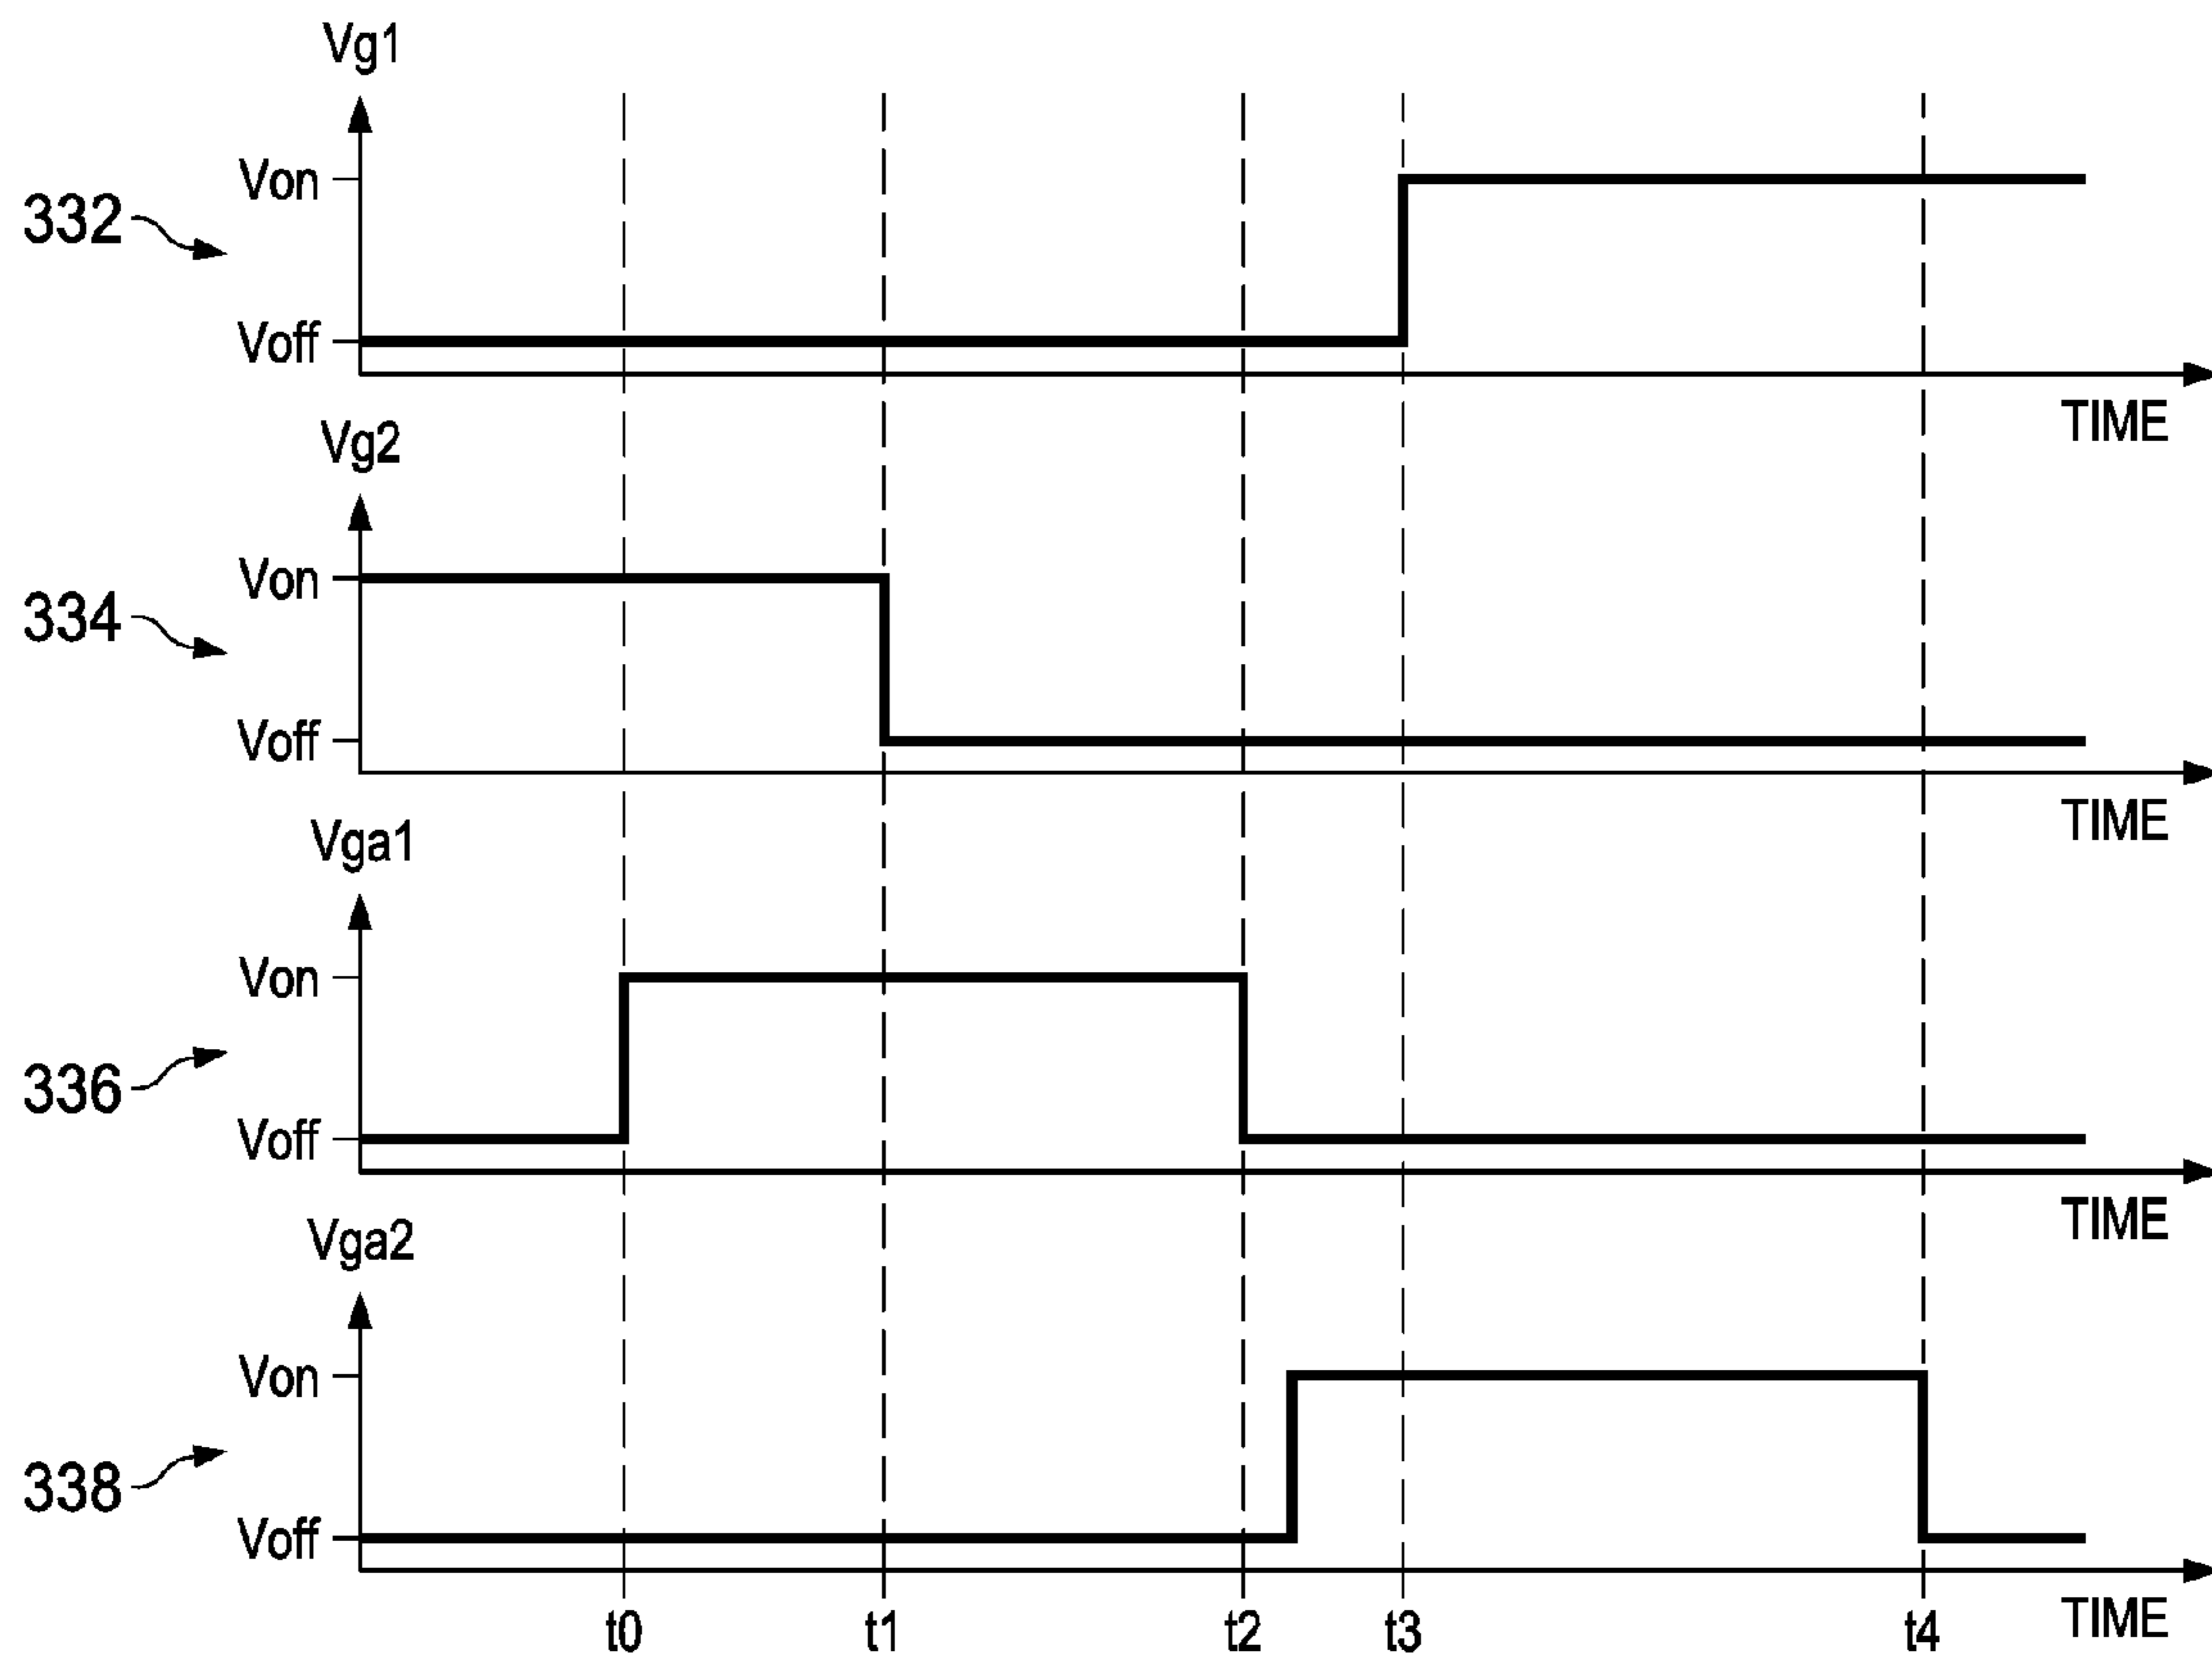 Vg1
Von
332
Voff
TIME
Vg2
Von
334
Voff
TIME
Vga1
Von
336
Voff
TIME
Vga2
Von
338
Voff
t0 t1 t2 t3 t4 TIME